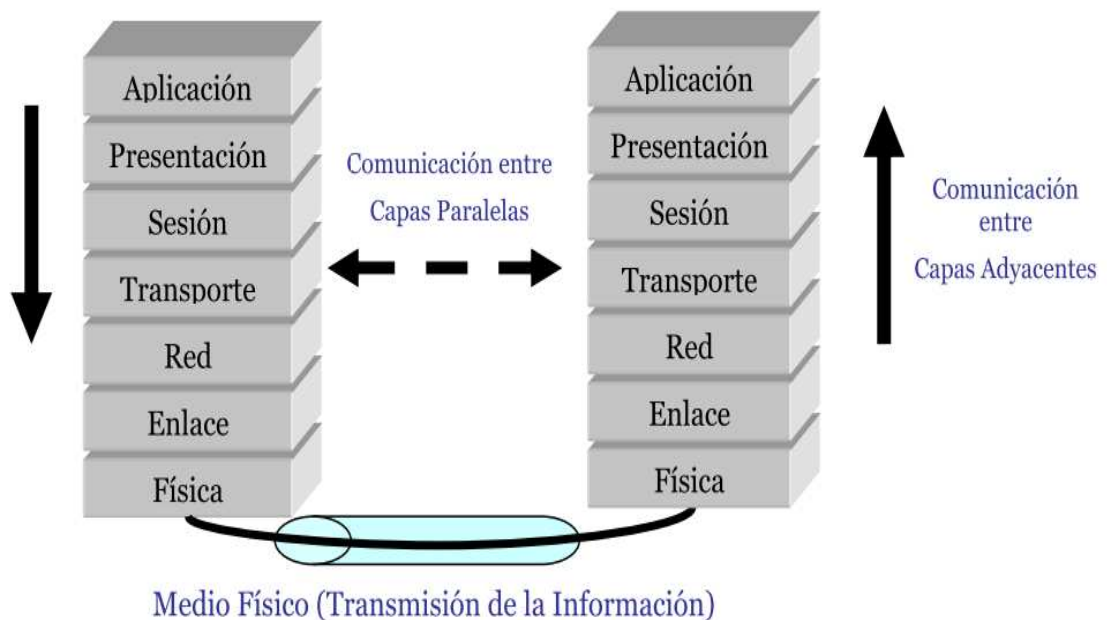 Aplicación
Presentación
Sesión
Transporte
Red
Enlace
Física
Comunicación entre
Capas Paralelas
Aplicación
Presentación
Sesión
Transporte
Red
Enlace
Física
Comunicación
entre
Capas Adyacentes
Medio Físico (Transmisión de la Información)